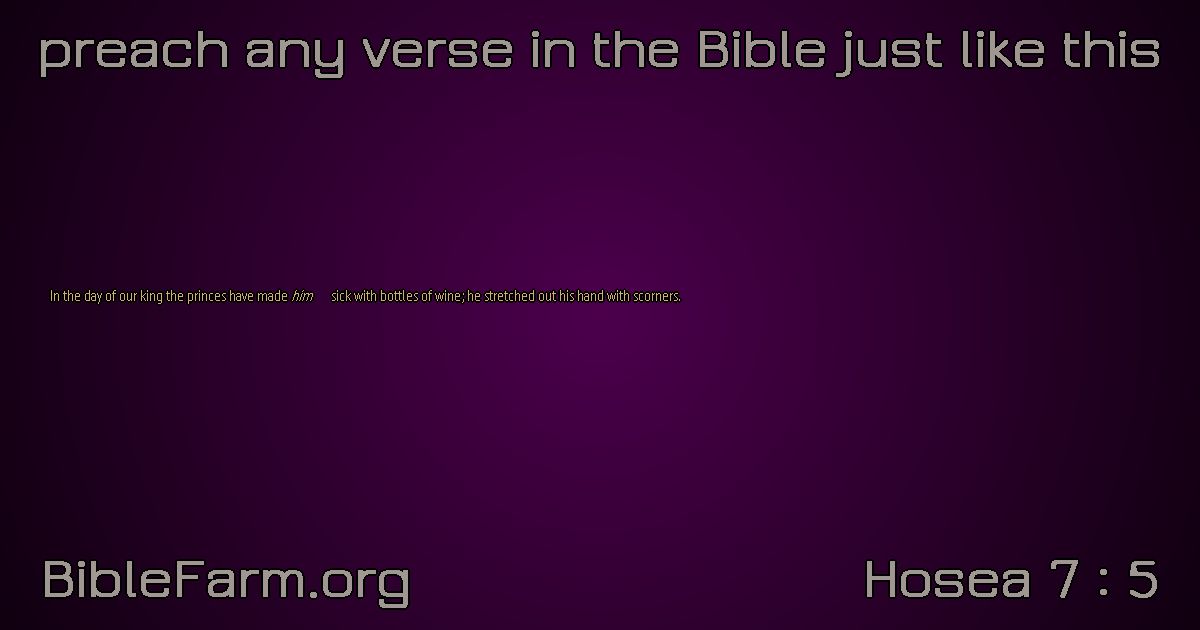 preach any verse in the Bible just like this
In the day of our king the princes have made him sick with bottles of wine; he stretched out his hand with scorners.
BibleFarm.org
Hosea 7 : 5